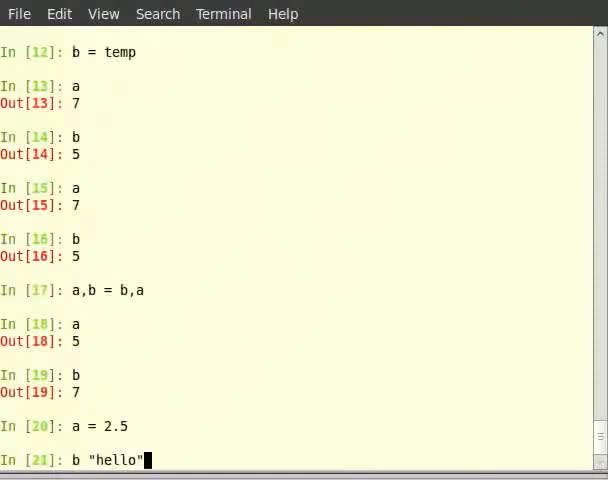 File Edit View Search Terminal Help
In [12]: b = temp
In [13]: a
Out[13]: 7
In [14]: b
Out[14]: 5
In [15]: a
Out[15]: 7
In [16]: b
Out[16]: 5
In [17]: a,b = b,a
In [18]: a
Out[18]: 5
In [19]: b
Out[19]: 7
In [20]: a = 2.5
In [21]: b "hello"